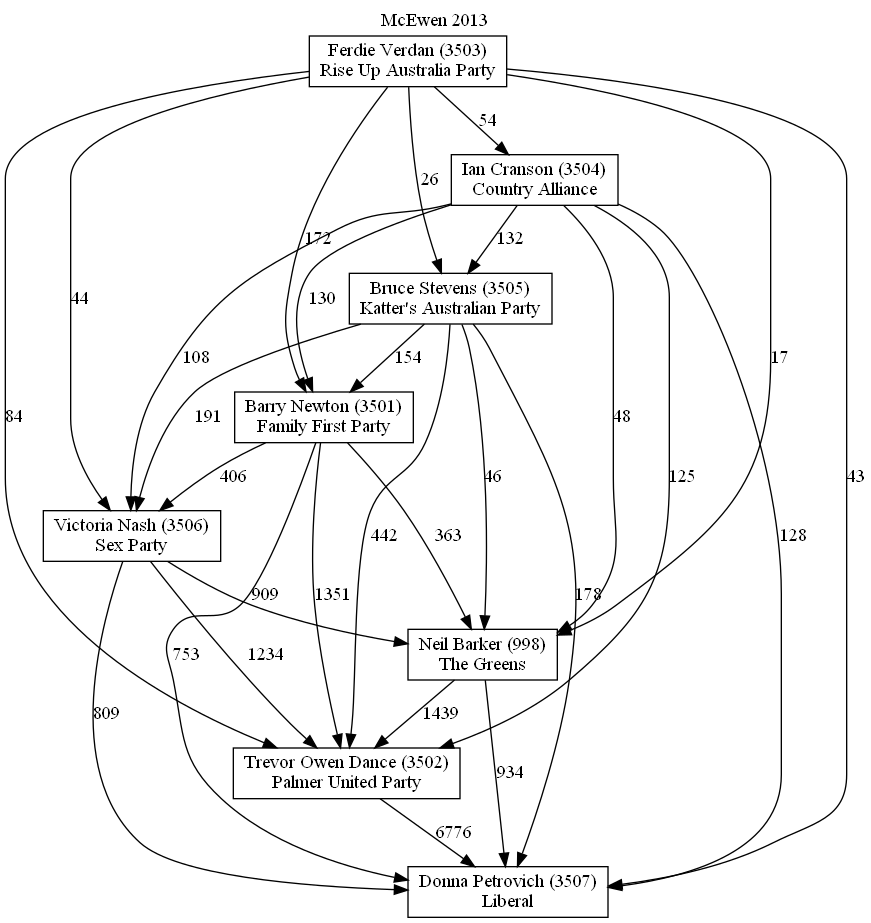 McEwen 2013
Ferdie Verdan (3503)
Rise Up Australia Party
54
Ian Cranson (3504)
Country Alliance
26
172
132
Bruce Stevens (3505)
Katter's Australian Party
44
130
108
154
17
191
Barry Newton (3501)
Family First Party
84
48
406
46
125
43
Victoria Nash (3506)
Sex Party
442
363
128
909
1351
178
Neil Barker (998)
The Greens
753
1234
809
1439
Trevor Owen Dance (3502)
Palmer United Party
934
6776
Donna Petrovich (3507)
Liberal